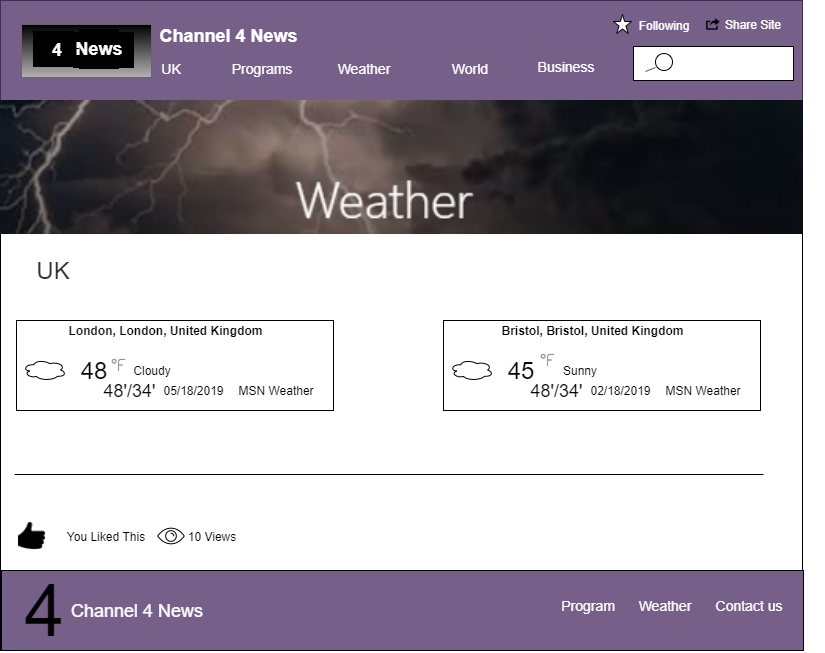 4 News
Channel 4 News
Following
Share Site
UK
Programs
Weather
World
Business
Weather
UK
London, London, United Kingdom
48 °F Cloudy
48'/34' 05/18/2019 MSN Weather
Bristol, Bristol, United Kingdom
45 °F Sunny
48'/34' 02/18/2019 MSN Weather
You Liked This
10 Views
4 Channel 4 News
Program
Weather
Contact us